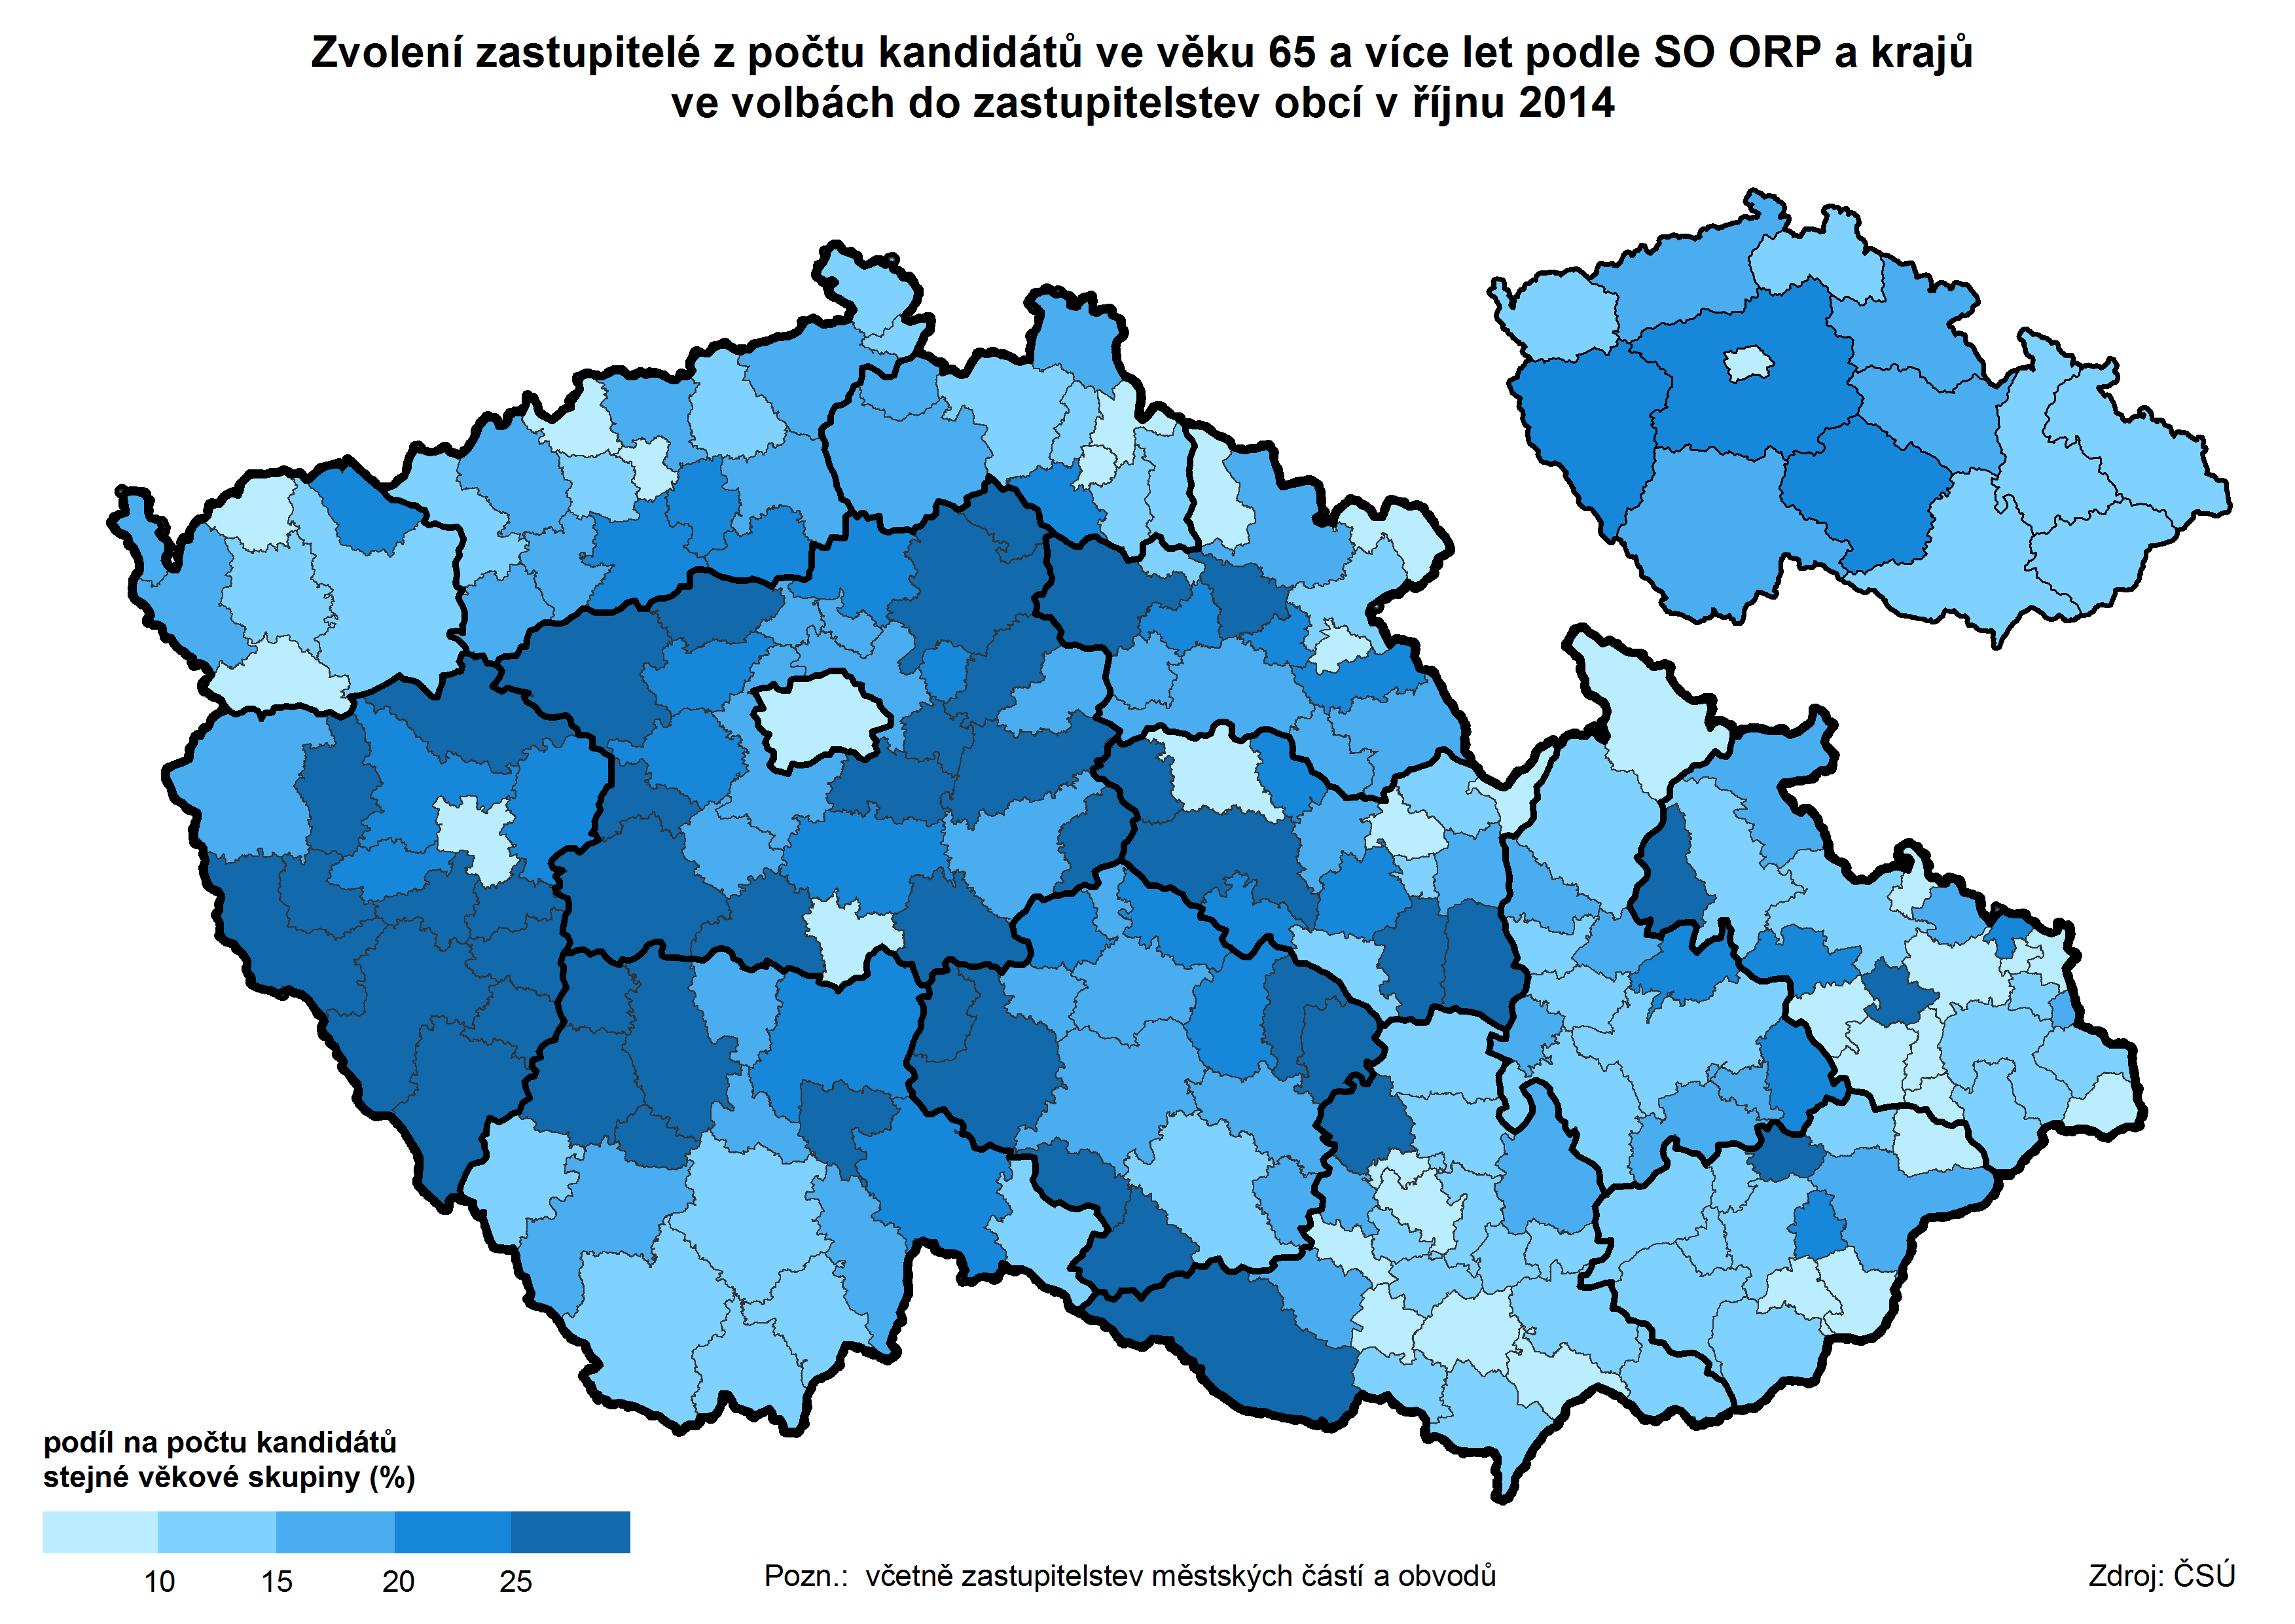 Zvolení zastupitelé z počtu kandidátů ve věku 65 a více let podle SO ORP a krajů
ve volbách do zastupitelstev obcí v říjnu 2014
podíl na počtu kandidátů
stejné věkové skupiny (%)
10 15 20 25
Pozn.: včetně zastupitelstev městských částí a obvodů
Zdroj: ČSÚ